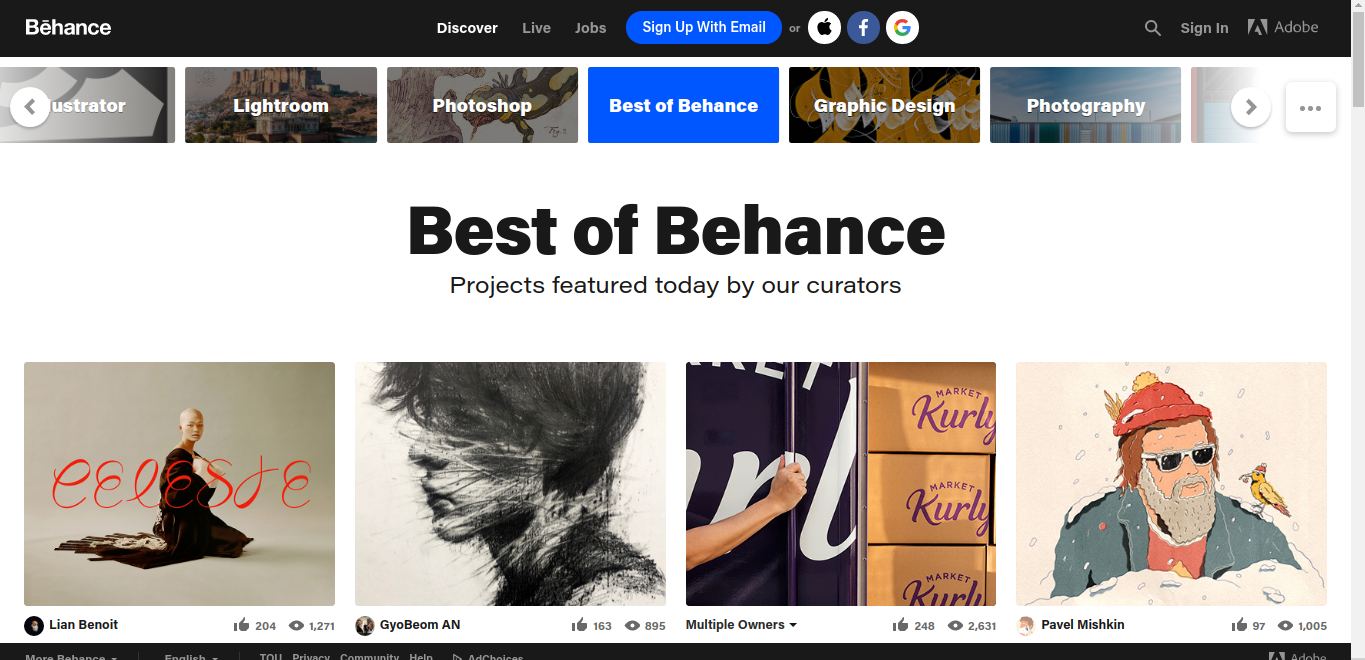 Bēhance
Discover Live Jobs Sign Up With Email or Sign In Adobe
ustrator Lightroom Photoshop Best of Behance Graphic Design Photography
Best of Behance
Projects featured today by our curators
CELESTE
MARKET
Kurly
MARKET
Kurly
MARKET
Kurly
Lian Benoit 204 1,271
GyoBeom AN 163 895
Multiple Owners 248 2,631
Pavel Mishkin 97 1,005
More Behance English TOU Privacy Community Help AdChoices Adobe